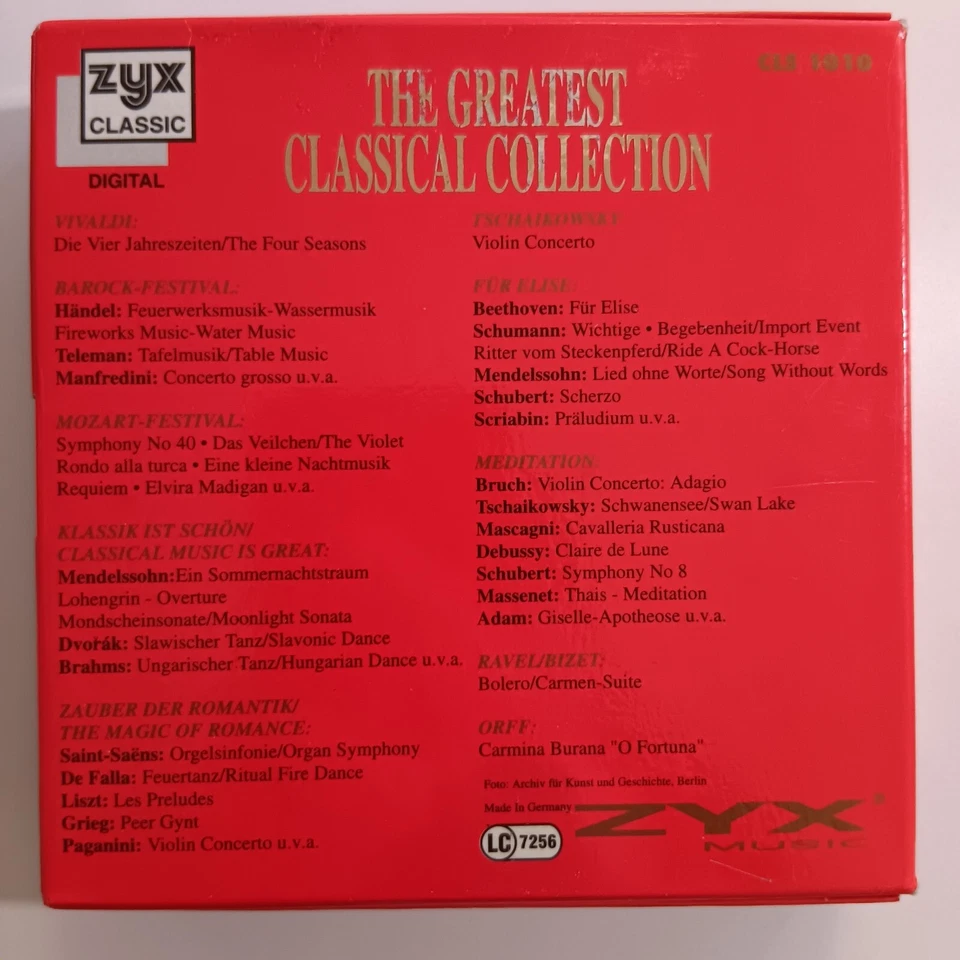 zyx
CLASSIC
DIGITAL
CLS 1010
THE GREATEST
CLASSICAL COLLECTION
VIVALDI:
Die Vier Jahreszeiten/The Four Seasons
BAROCK-FESTIVAL:
Händel: Feuerwerksmusik-Wassermusik
Fireworks Music-Water Music
Teleman: Tafelmusik/Table Music
Manfredini: Concerto grosso u.v.a.
MOZART-FESTIVAL:
Symphony No 40 • Das Veilchen/The Violet
Rondo alla turca • Eine kleine Nachtmusik
Requiem • Elvira Madigan u.v.a.
KLASSIK IST SCHÖN/
CLASSICAL MUSIC IS GREAT:
Mendelssohn:Ein Sommernachtstraum
Lohengrin - Overture
Mondscheinsonate/Moonlight Sonata
Dvořák: Slawischer Tanz/Slavonic Dance
Brahms: Ungarischer Tanz/Hungarian Dance u.v.a.
ZAUBER DER ROMANTIK/
THE MAGIC OF ROMANCE:
Saint-Saëns: Orgelsinfonie/Organ Symphony
De Falla: Feuertanz/Ritual Fire Dance
Liszt: Les Preludes
Grieg: Peer Gynt
Paganini: Violin Concerto u.v.a.
TSCHAIKOWSKY:
Violin Concerto
FÜR ELISE:
Beethoven: Für Elise
Schumann: Wichtige • Begebenheit/Import Event
Ritter vom Steckenpferd/Ride A Cock-Horse
Mendelssohn: Lied ohne Worte/Song Without Words
Schubert: Scherzo
Scriabin: Präludium u.v.a.
MEDITATION:
Bruch: Violin Concerto: Adagio
Tschaikowsky: Schwanensee/Swan Lake
Mascagni: Cavalleria Rusticana
Debussy: Claire de Lune
Schubert: Symphony No 8
Massenet: Thais - Meditation
Adam: Giselle-Apotheose u.v.a.
RAVEL/BIZET:
Bolero/Carmen-Suite
ORFF:
Carmina Burana "O Fortuna"
Foto: Archiv für Kunst und Geschichte, Berlin
Made In Germany
ZYX®
MUSIC
LC 7256